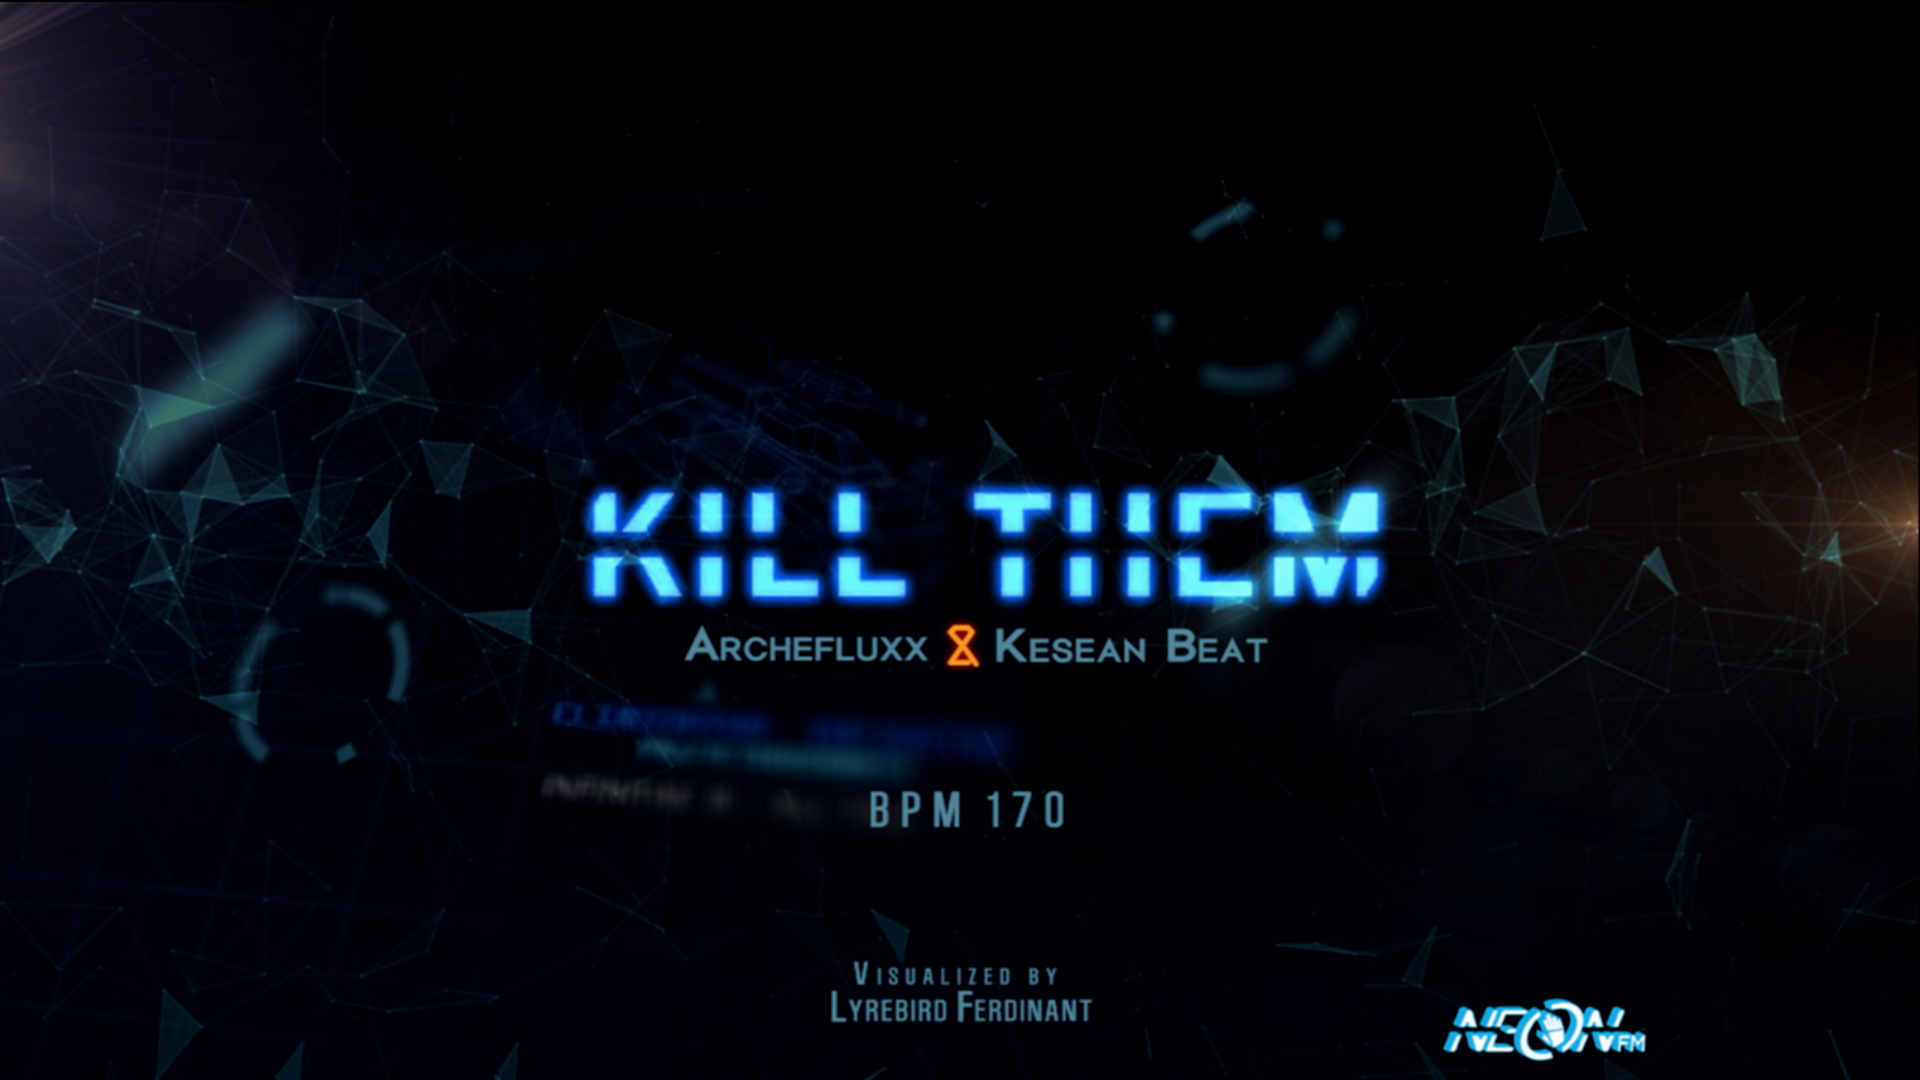 KILL THEM
ARCHEFLUXX & KESEAN BEAT
BPM 170
VISUALIZED BY
LYREBIRD FERDINANT
NEON FM